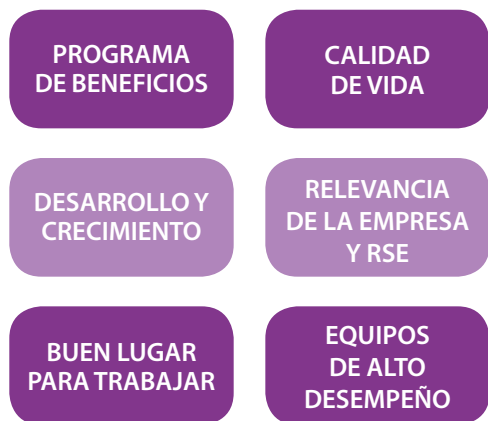 PROGRAMA
DE BENEFICIOS
CALIDAD
DE VIDA
DESARROLLO Y
CRECIMIENTO
RELEVANCIA
DE LA EMPRESA
Y RSE
BUEN LUGAR
PARA TRABAJAR
EQUIPOS
DE ALTO
DESEMPEÑO